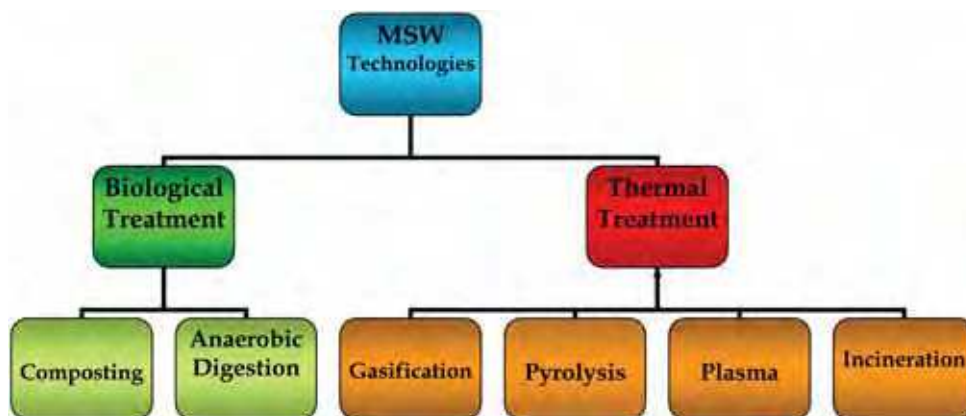 MSW
Technologies
Biological
Treatment
Thermal
Treatment
Composting
Anaerobic
Digestion
Gasification
Pyrolysis
Plasma
Incineration